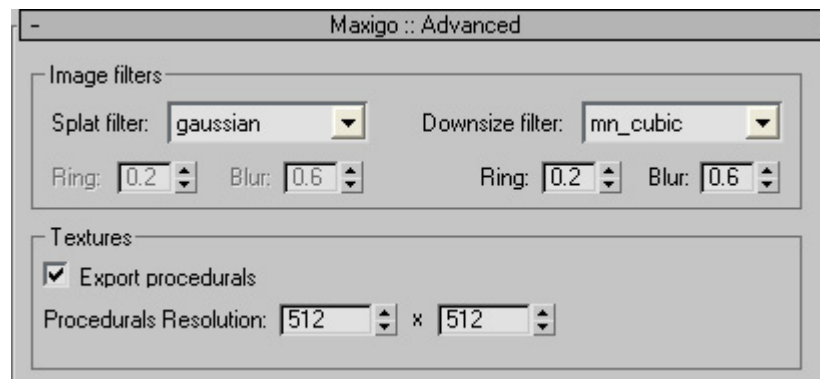 - Maxigo :: Advanced
Image filters
Splat filter: gaussian Downsize filter: mn_cubic
Ring: 0.2 Blur: 0.6 Ring: 0.2 Blur: 0.6
Textures
Export procedurals
Procedurals Resolution: 512 x 512